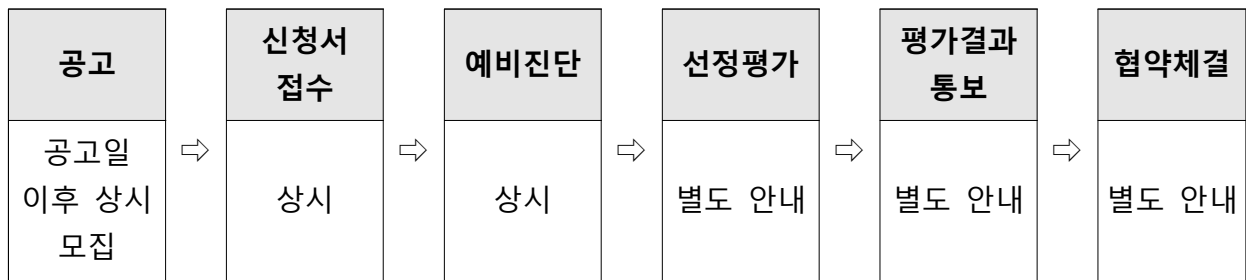 공고
공고일
이후 상시
모집
⇨
신청서
접수
상시
⇨
예비진단
상시
⇨
선정평가
별도 안내
⇨
평가결과
통보
별도 안내
⇨
협약체결
별도 안내